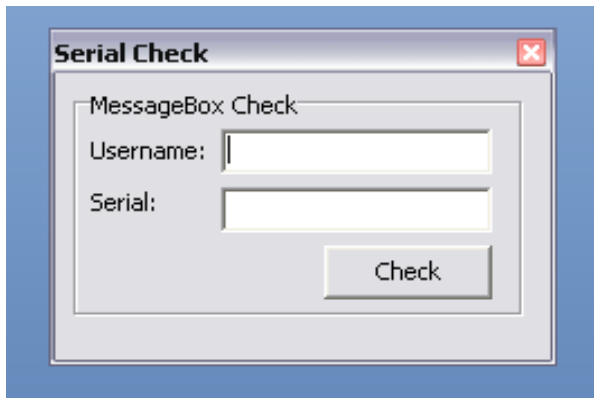 Serial Check
MessageBox Check
Username:
Serial:
Check